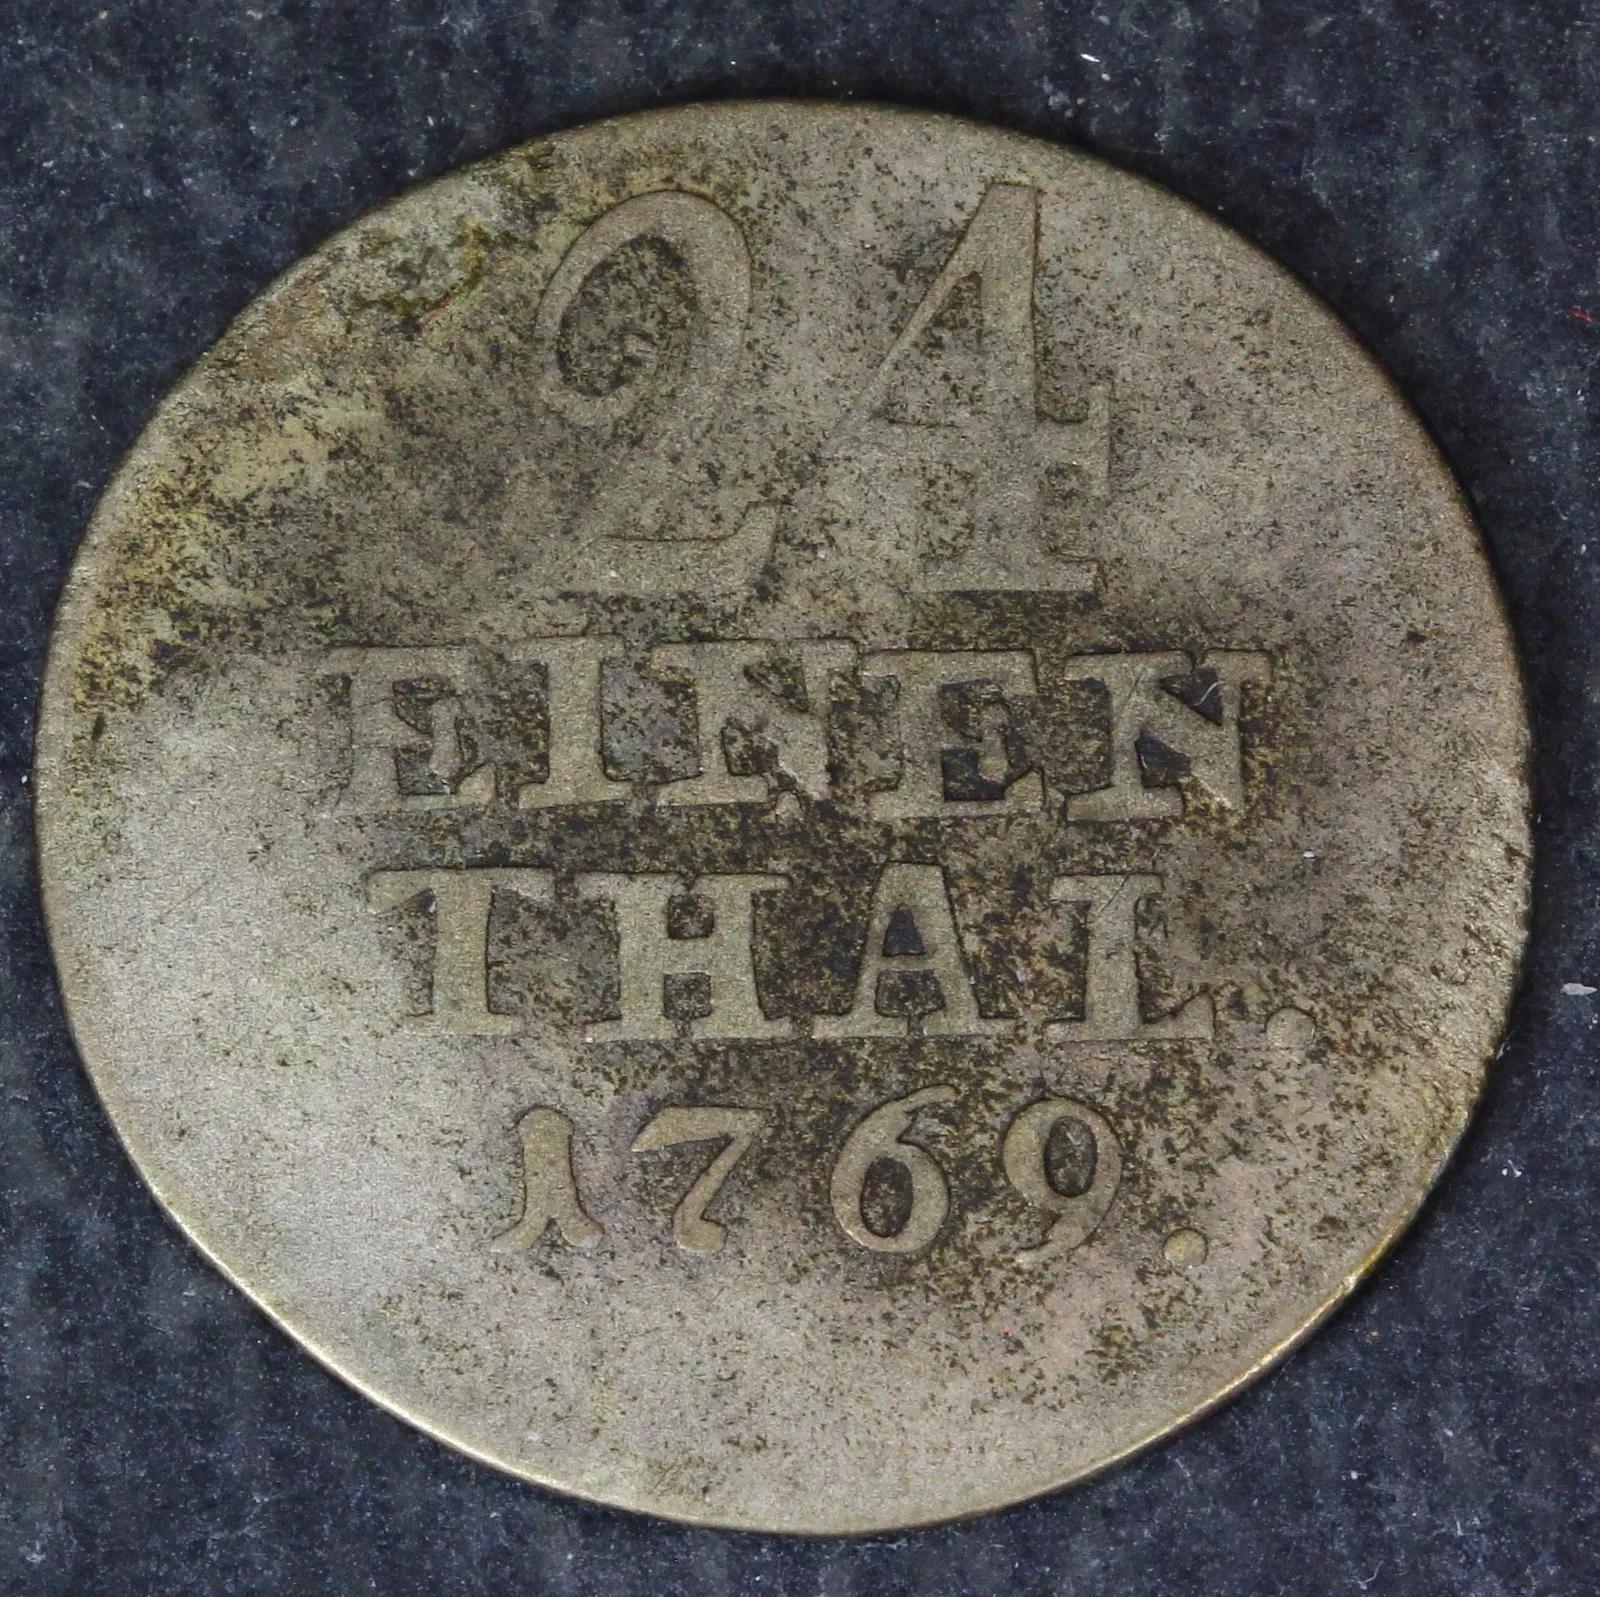 24
EINEN
THAL.
1769.